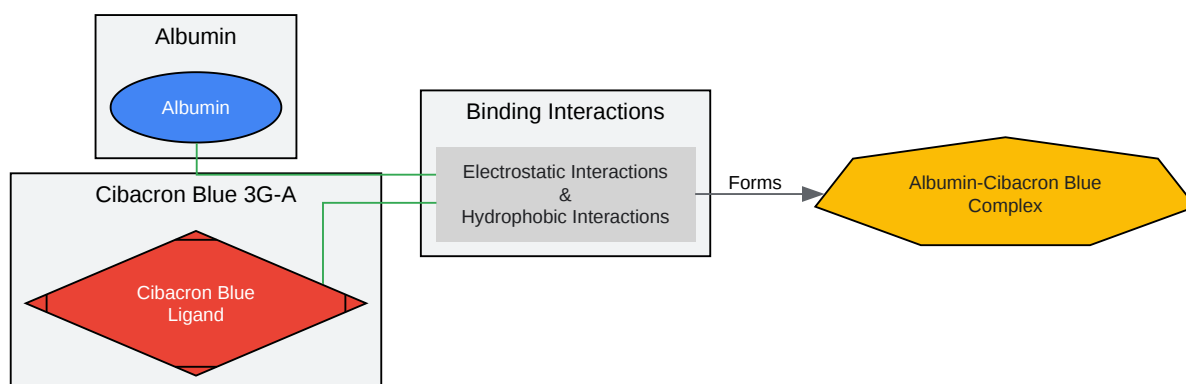 Albumin
Albumin
Cibacron Blue 3G-A
Cibacron Blue
Ligand
Binding Interactions
Electrostatic Interactions
&
Hydrophobic Interactions
Forms
Albumin-Cibacron Blue
Complex